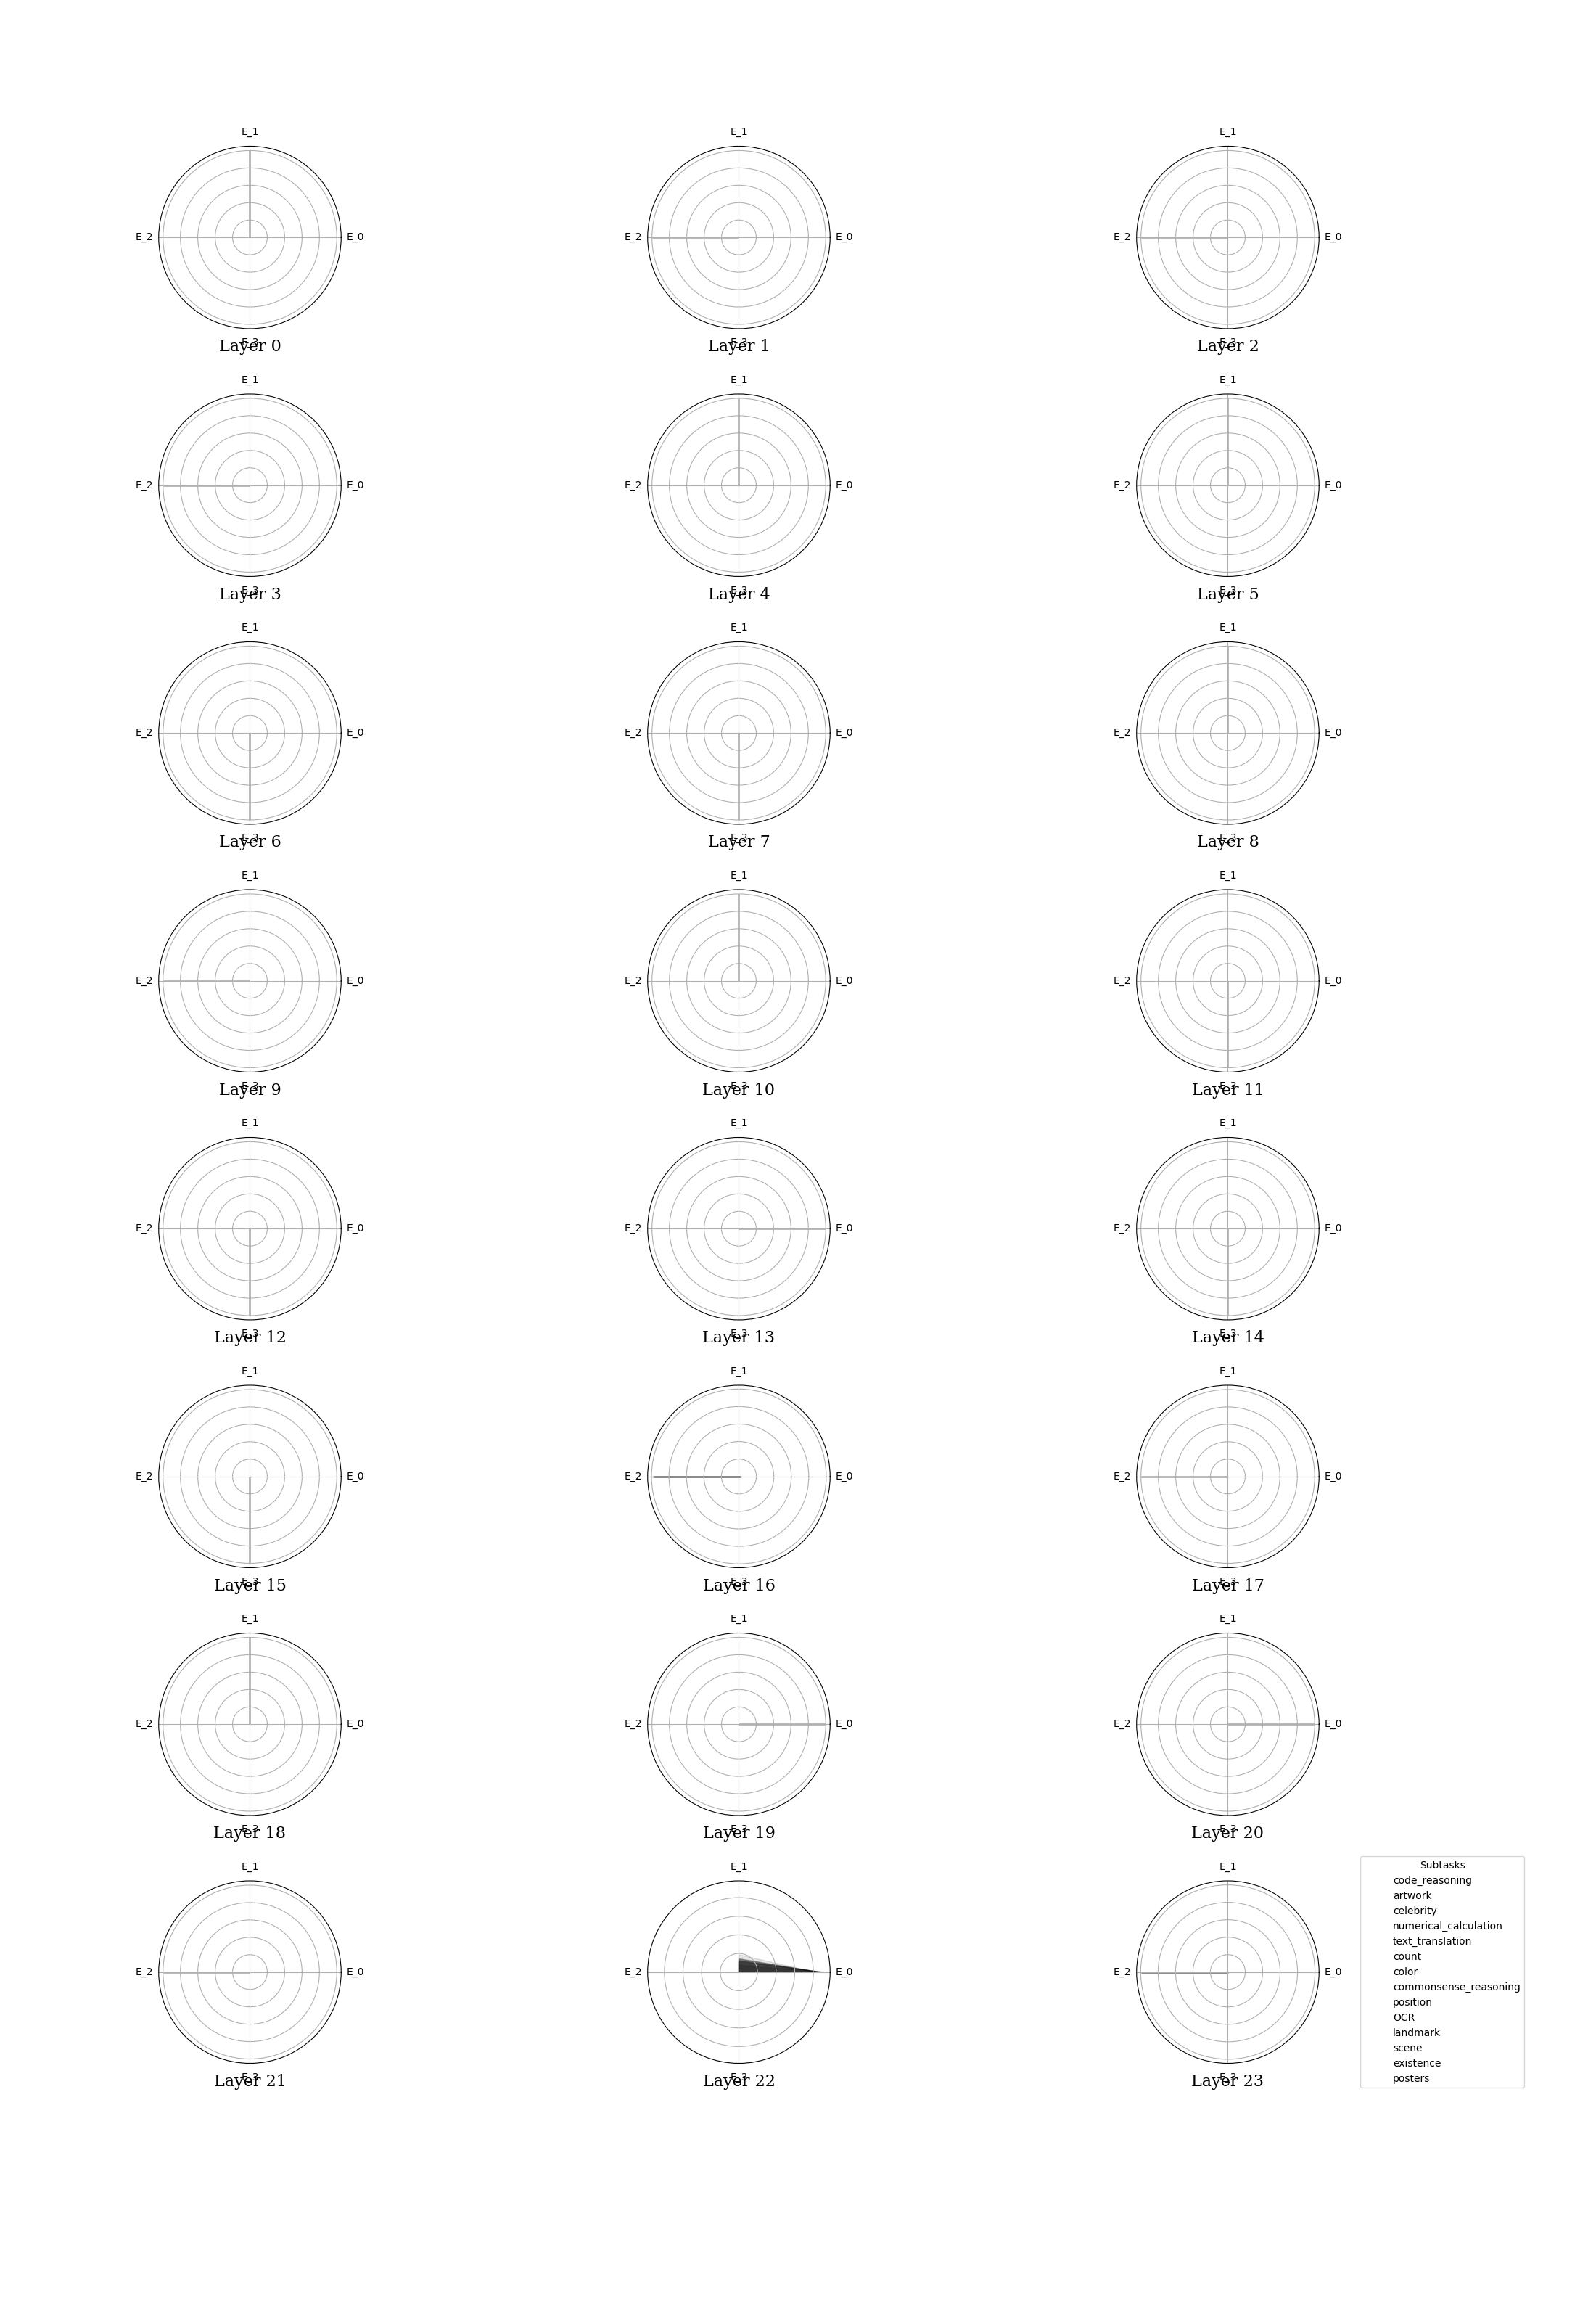 E_1 E_1 E_1
E_2 E_0 E_2 E_0 E_2 E_0
E_3 E_3 E_3
Layer 0 Layer 1 Layer 2
E_1 E_1 E_1
E_2 E_0 E_2 E_0 E_2 E_0
E_3 E_3 E_3
Layer 3 Layer 4 Layer 5
E_1 E_1 E_1
E_2 E_0 E_2 E_0 E_2 E_0
E_3 E_3 E_3
Layer 6 Layer 7 Layer 8
E_1 E_1 E_1
E_2 E_0 E_2 E_0 E_2 E_0
E_3 E_3 E_3
Layer 9 Layer 10 Layer 11
E_1 E_1 E_1
E_2 E_0 E_2 E_0 E_2 E_0
E_3 E_3 E_3
Layer 12 Layer 13 Layer 14
E_1 E_1 E_1
E_2 E_0 E_2 E_0 E_2 E_0
E_3 E_3 E_3
Layer 15 Layer 16 Layer 17
E_1 E_1 E_1
E_2 E_0 E_2 E_0 E_2 E_0
E_3 E_3 E_3
Layer 18 Layer 19 Layer 20
E_1 E_1 E_1
E_2 E_0 E_2 E_0 E_2 E_0
E_3 E_3 E_3
Layer 21 Layer 22 Layer 23
Subtasks
code_reasoning
artwork
celebrity
numerical_calculation
text_translation
count
color
commonsense_reasoning
position
OCR
landmark
scene
existence
posters